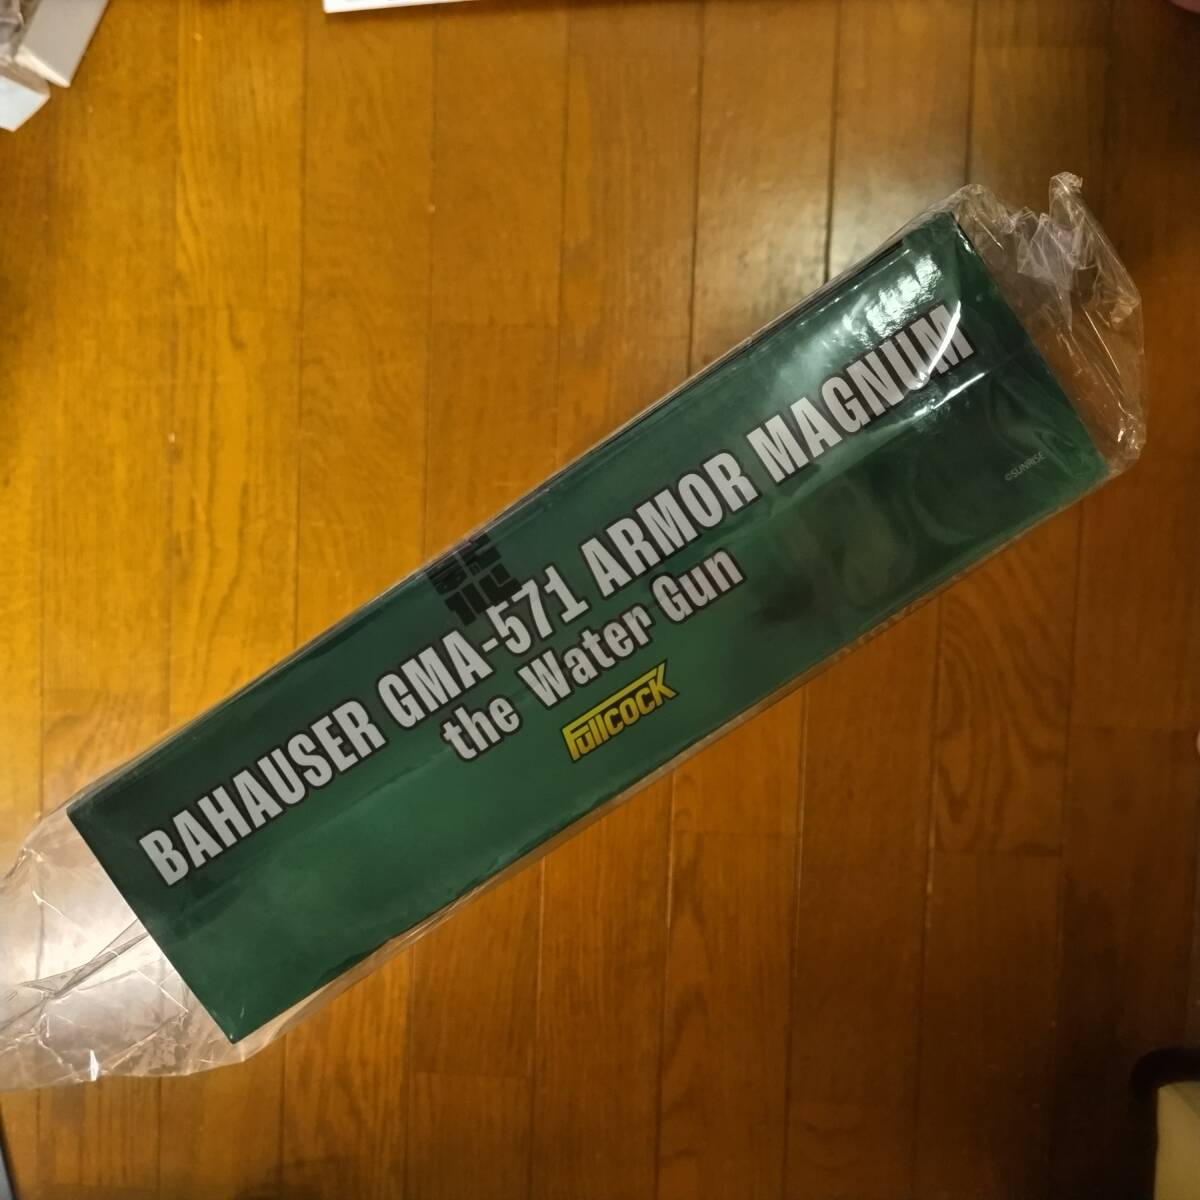 BAHAUSER GMA-571 ARMOR MAGNUM
the Water Gun
Fullcock
©SUNRISE